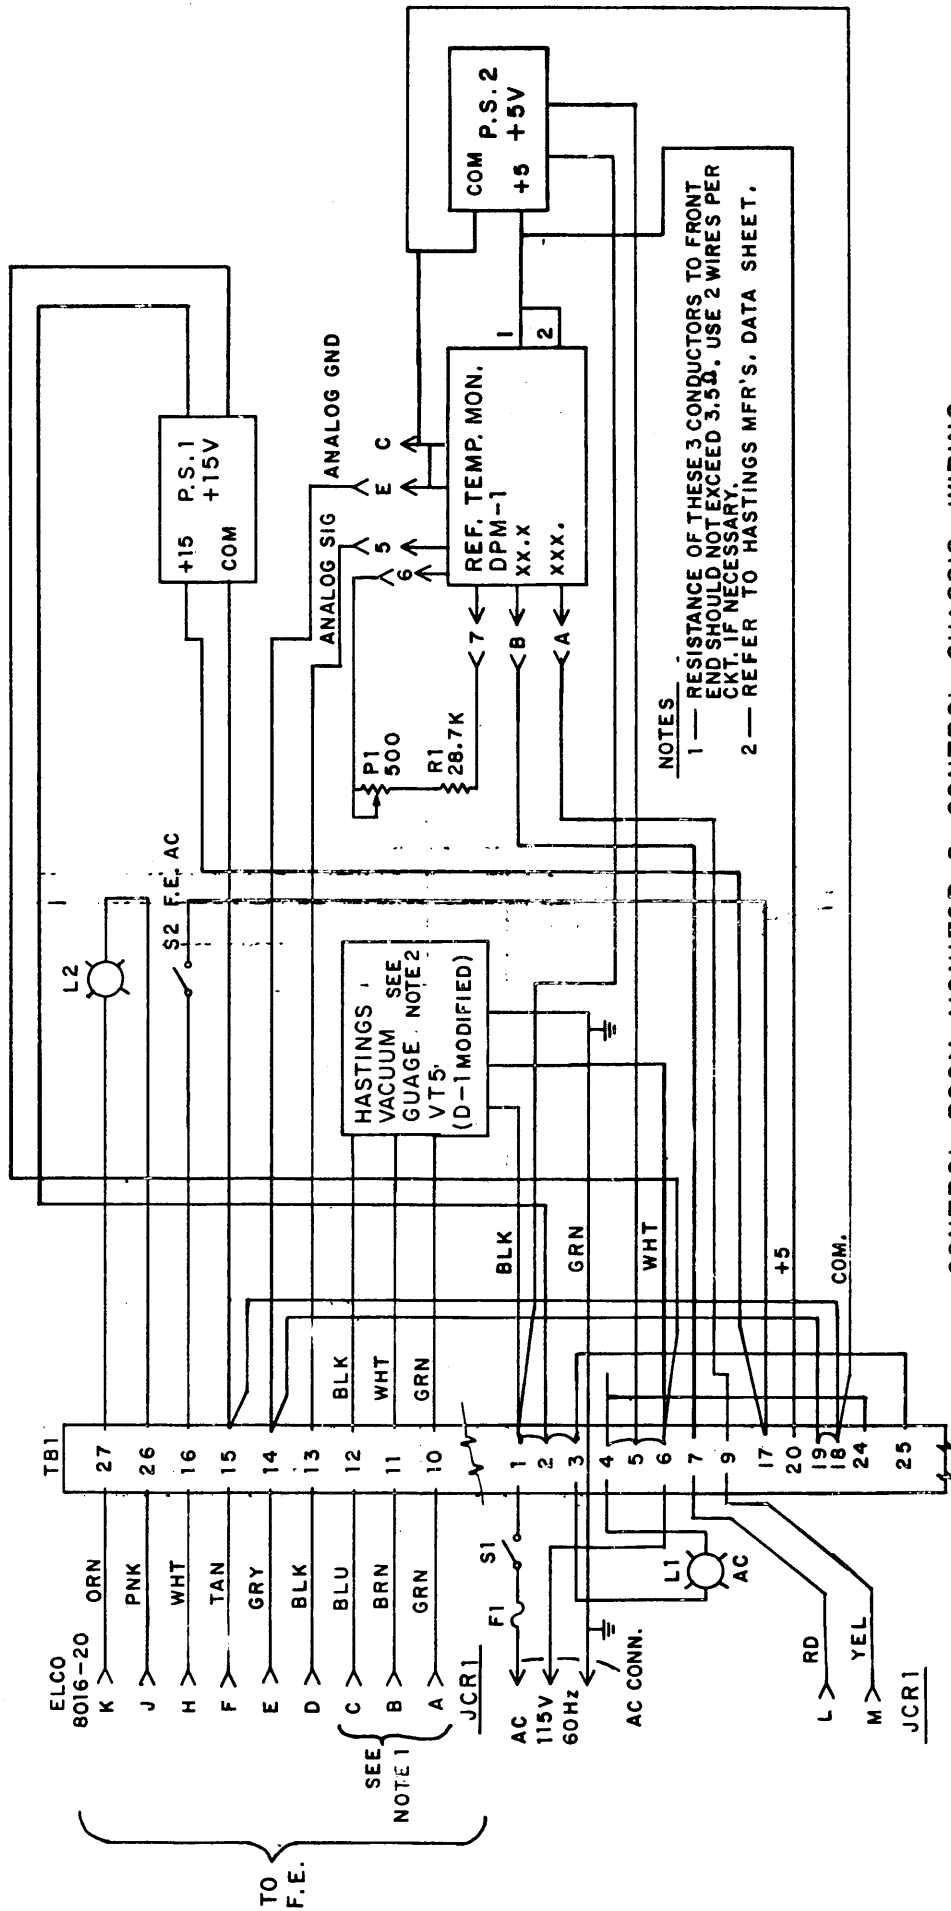 ELCO
8016-20
K
ORN
J
PNK
H
WHT
F
TAN
E
GRY
D
BLK
C
BLU
B
BRN
A
GRN
JCR1
SEE
NOTE 1
TO
F.E.
TB1
27
26
16
15
14
13
12
11
10
1
2
3
4
5
6
7
9
17
20
19
18
24
25
BLK
WHT
GRN
BLK
GRN
WHT
+5
COM.
L2
S2 F.E. AC
HASTINGS
VACUUM SEE
GUAGE NOTE 2
VT5
(D-1 MODIFIED)
+15 P.S.1
+15V
COM
ANALOG SIG
ANALOG GND
6
5
E
C
P1
500
R1
28.7K
7
B
A
REF. TEMP. MON.
DPM-1
XX.X
XXX.
1
2
COM P.S.2
+5 +5V
S1
F1
AC
115V
60Hz
AC CONN.
L1
AC
L
RD
M
YEL
JCR1
NOTES
1 — RESISTANCE OF THESE 3 CONDUCTORS TO FRONT
END SHOULD NOT EXCEED 3.5Ω. USE 2 WIRES PER
CKT. IF NECESSARY.
2 — REFER TO HASTINGS MFR'S. DATA SHEET.